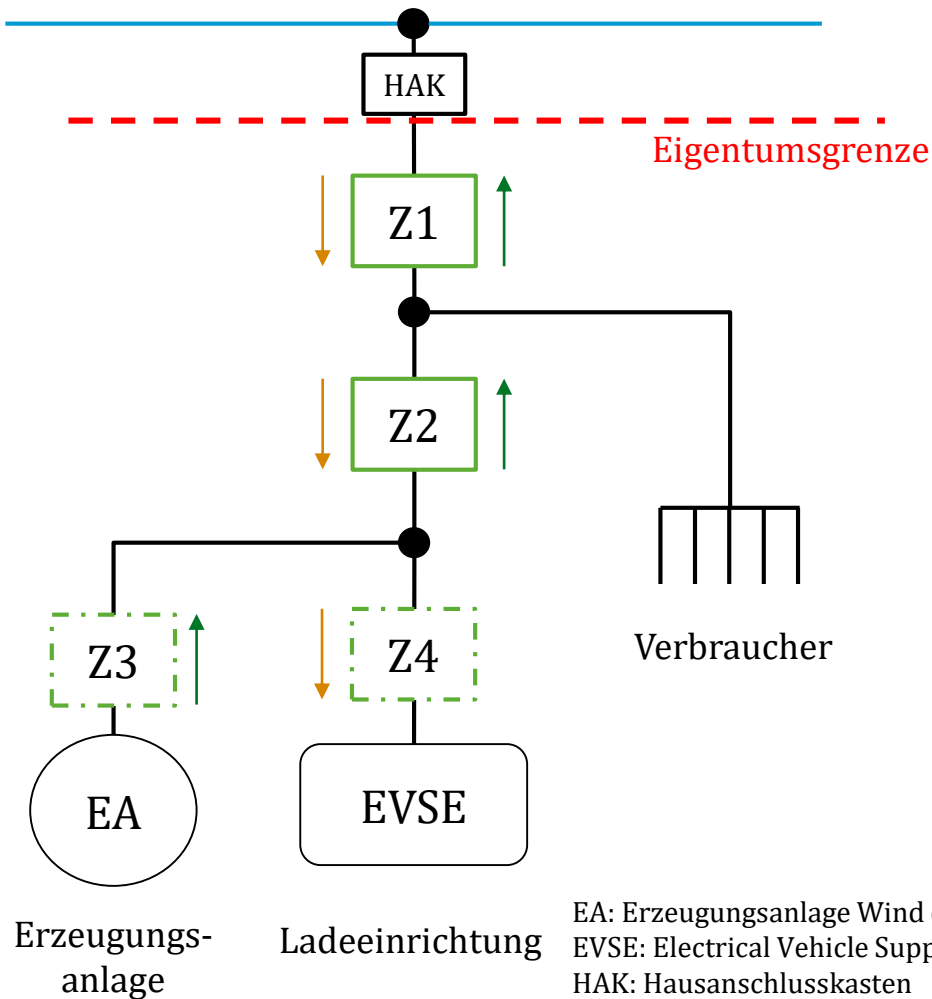 HAK
Eigentumsgrenze
Z1
Z2
Z3
Z4
Verbraucher
EA
EVSE
Erzeugungs-
anlage
Ladeeinrichtung
EA: Erzeugungsanlage Wind
EVSE: Electrical Vehicle
HAK: Hausanschlusskasten